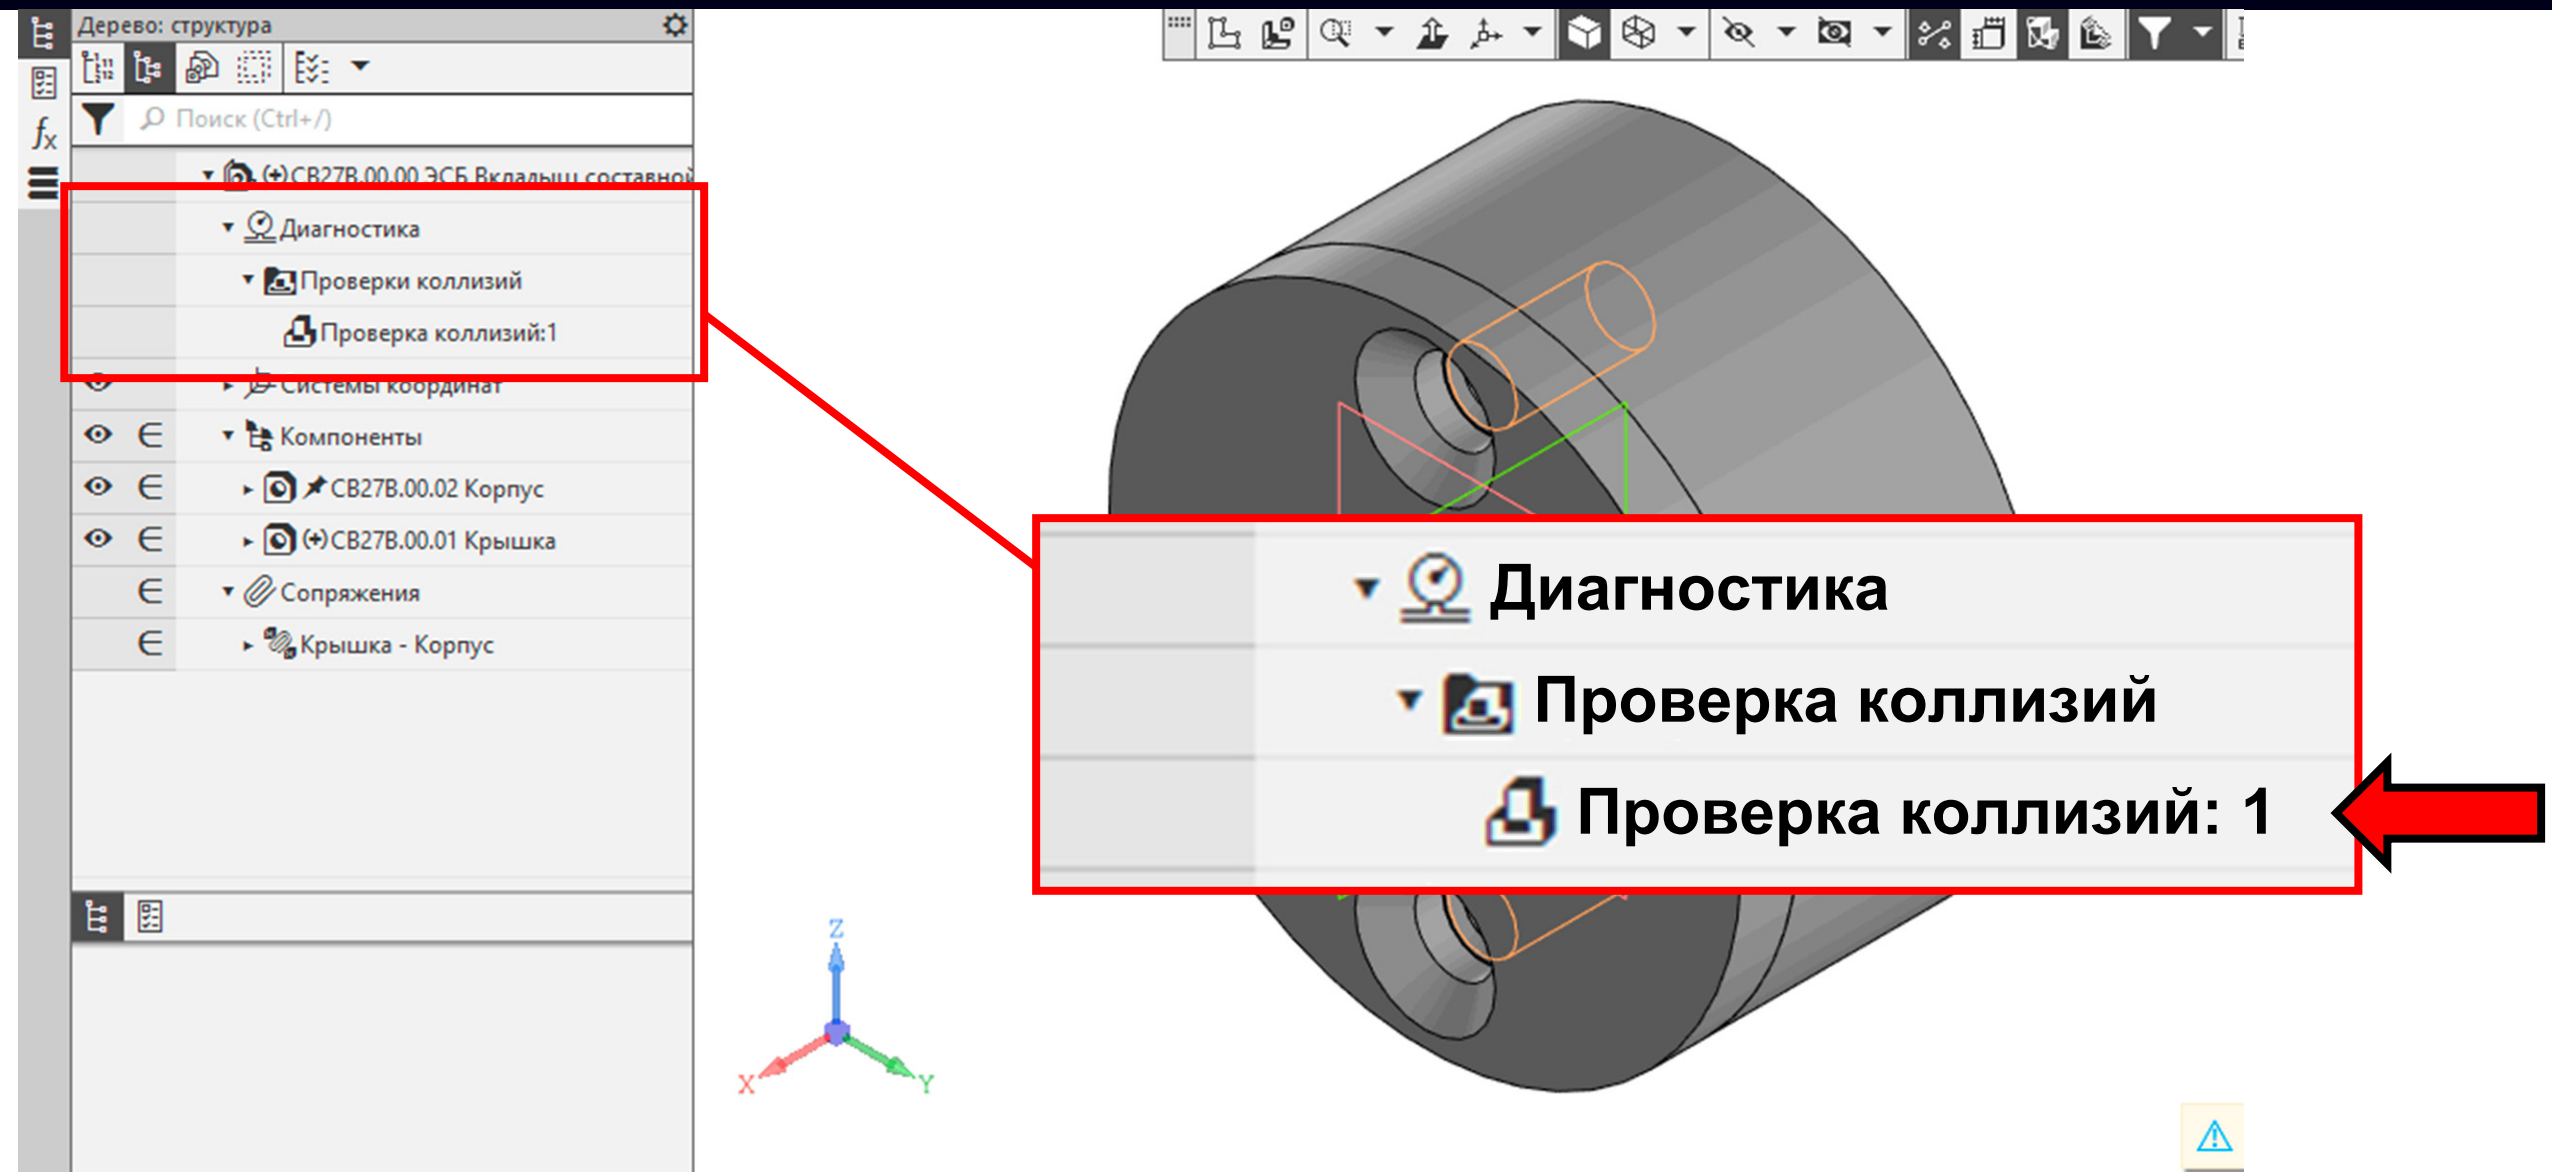 Дерево: структура
Поиск (Ctrl+/)
fx
(+)СВ27В.00.00 ЭСБ Вкладыш составной
Диагностика
Проверки коллизий
Проверка коллизий:1
Системы координат
Компоненты
СВ27В.00.02 Корпус
(+)СВ27В.00.01 Крышка
Сопряжения
Крышка - Корпус
Диагностика
Проверка коллизий
Проверка коллизий: 1
Z
X
Y